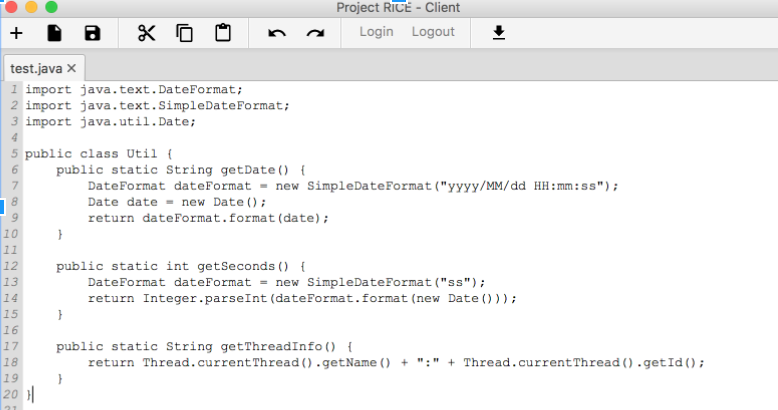 Project RICE - Client
Login Logout
test.java ×
1 import java.text.DateFormat;
2 import java.text.SimpleDateFormat;
3 import java.util.Date;
4
5 public class Util {
6     public static String getDate() {
7         DateFormat dateFormat = new SimpleDateFormat("yyyy/MM/dd HH:mm:ss");
8         Date date = new Date();
9         return dateFormat.format(date);
10     }
11
12     public static int getSeconds() {
13         DateFormat dateFormat = new SimpleDateFormat("ss");
14         return Integer.parseInt(dateFormat.format(new Date()));
15     }
16
17     public static String getThreadInfo() {
18         return Thread.currentThread().getName() + ":" + Thread.currentThread().getId();
19     }
20 }
21